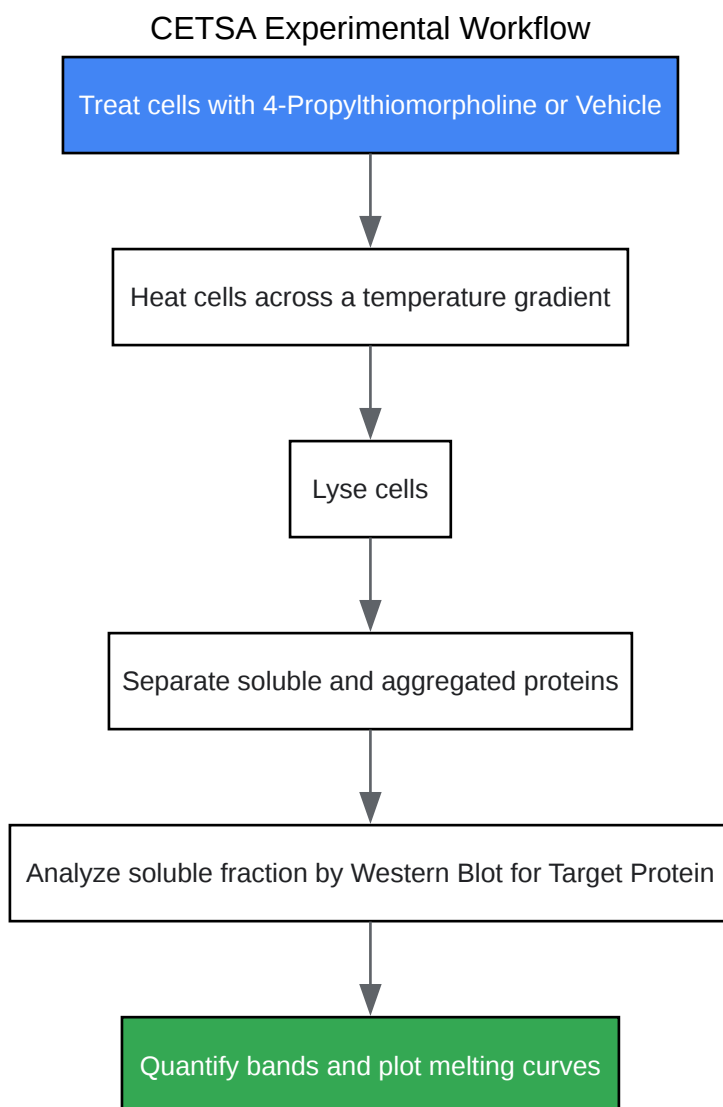 CETSA Experimental Workflow
Treat cells with 4-Propylthiomorpholine or Vehicle
Heat cells across a temperature gradient
Lyse cells
Separate soluble and aggregated proteins
Analyze soluble fraction by Western Blot for Target Protein
Quantify bands and plot melting curves